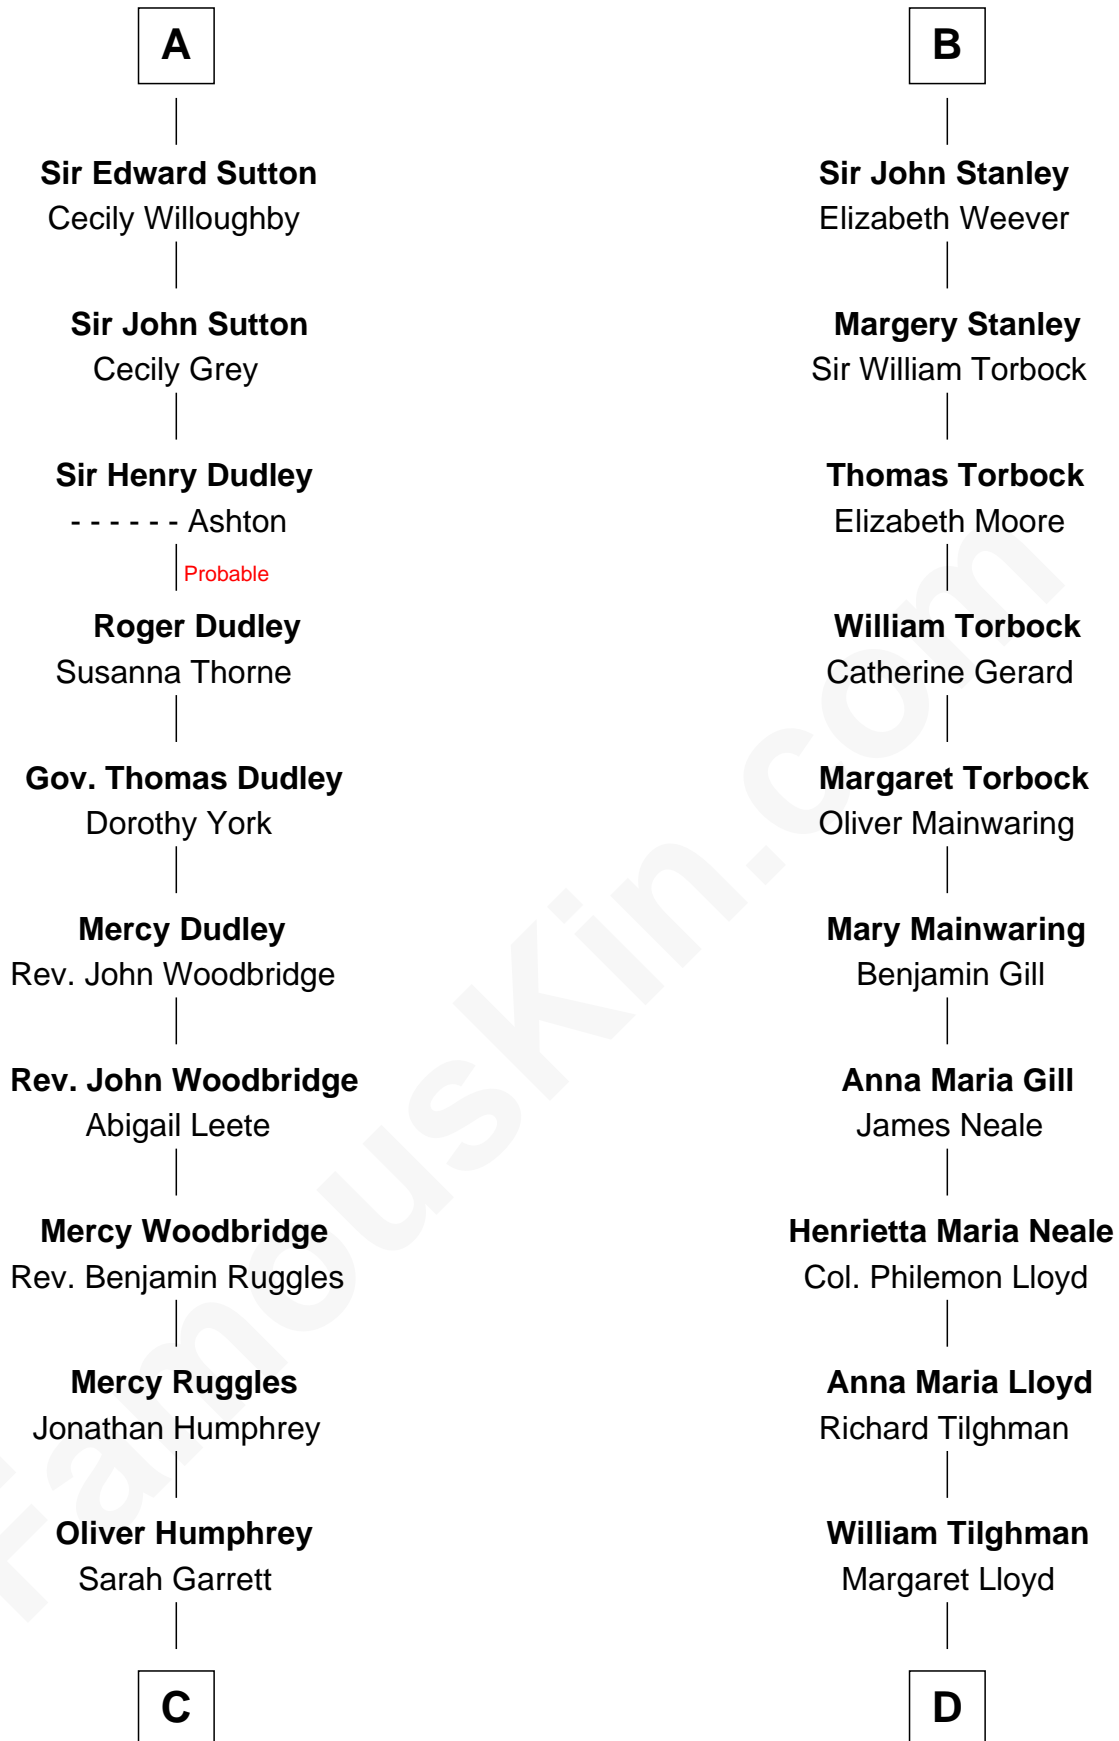 A
Sir Edward Sutton
Cecily Willoughby
Sir John Sutton
Cecily Grey
Sir Henry Dudley
- - - - - - Ashton
Probable
Roger Dudley
Susanna Thorne
Gov. Thomas Dudley
Dorothy York
Mercy Dudley
Rev. John Woodbridge
Rev. John Woodbridge
Abigail Leete
Mercy Woodbridge
Rev. Benjamin Ruggles
Mercy Ruggles
Jonathan Humphrey
Oliver Humphrey
Sarah Garrett
C
B
Sir John Stanley
Elizabeth Weever
Margery Stanley
Sir William Torbock
Thomas Torbock
Elizabeth Moore
William Torbock
Catherine Gerard
Margaret Torbock
Oliver Mainwaring
Mary Mainwaring
Benjamin Gill
Anna Maria Gill
James Neale
Henrietta Maria Neale
Col. Philemon Lloyd
Anna Maria Lloyd
Richard Tilghman
William Tilghman
Margaret Lloyd
D
FamousKin.com